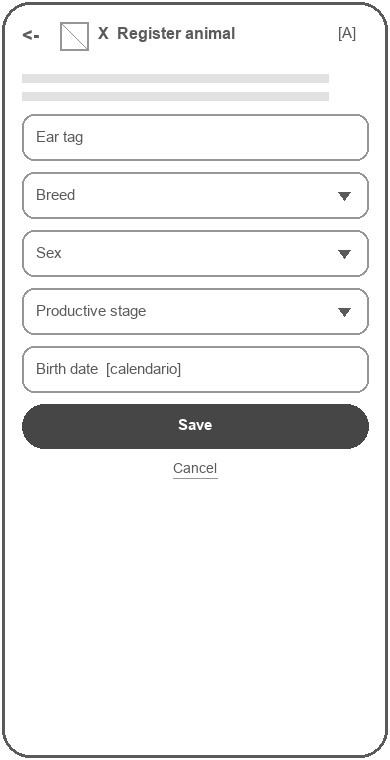 <- X Register animal [A]
Ear tag
Breed
Sex
Productive stage
Birth date [calendario]
Save
Cancel